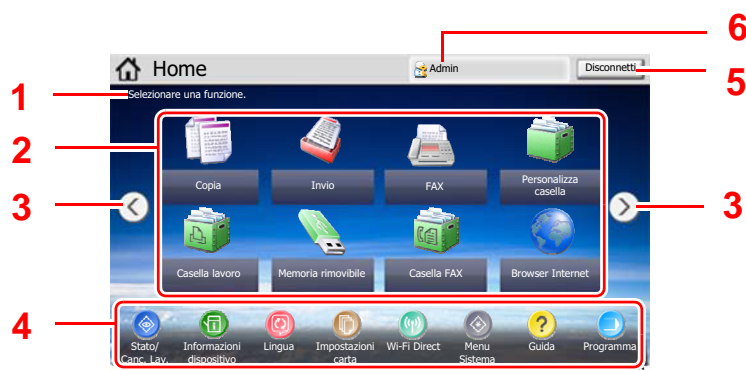 6
Home
Admin
Disconnetti
5
1
Selezionare una funzione.
2
Copia
Invio
FAX
Personalizza
casella
3
3
Casella lavoro
Memoria rimovibile
Casella FAX
Browser Internet
4
Stato/
Canc. Lav.
Informazioni
dispositivo
Lingua
Impostazioni
carta
Wi-Fi Direct
Menu
Sistema
?
Guida
Programma